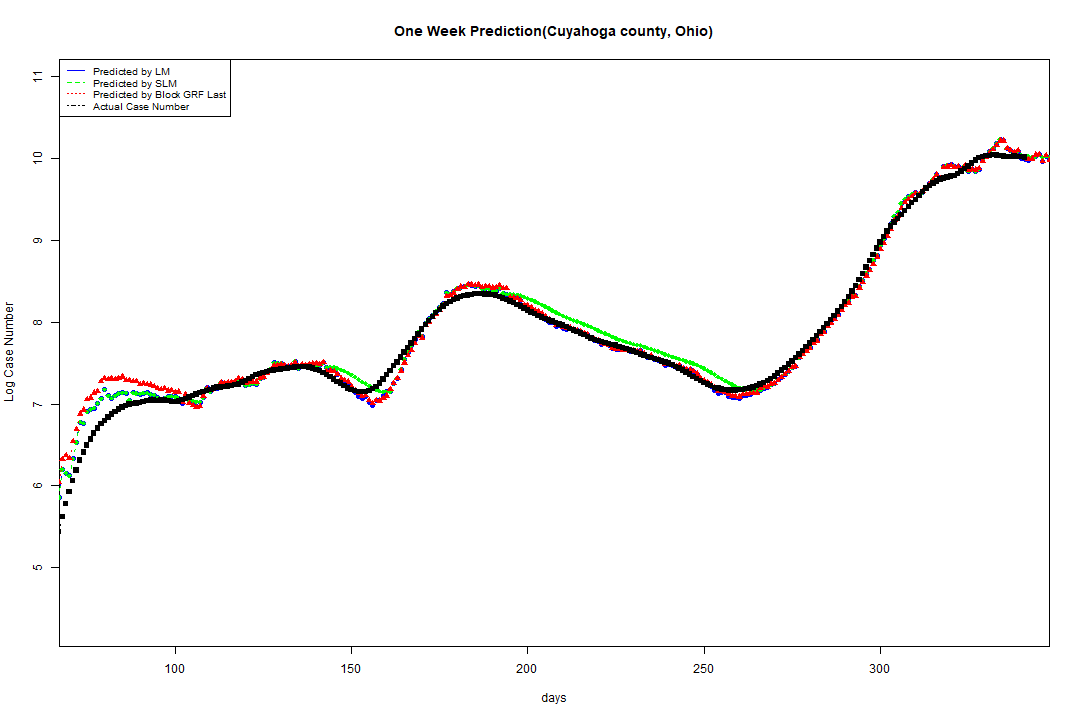 One Week Prediction(Cuyahoga county, Ohio)
Predicted by LM
Predicted by SLM
Predicted by Block GRF Last
Actual Case Number
11
10
9
8
7
6
5
Log Case Number
100 150 200 250 300
days